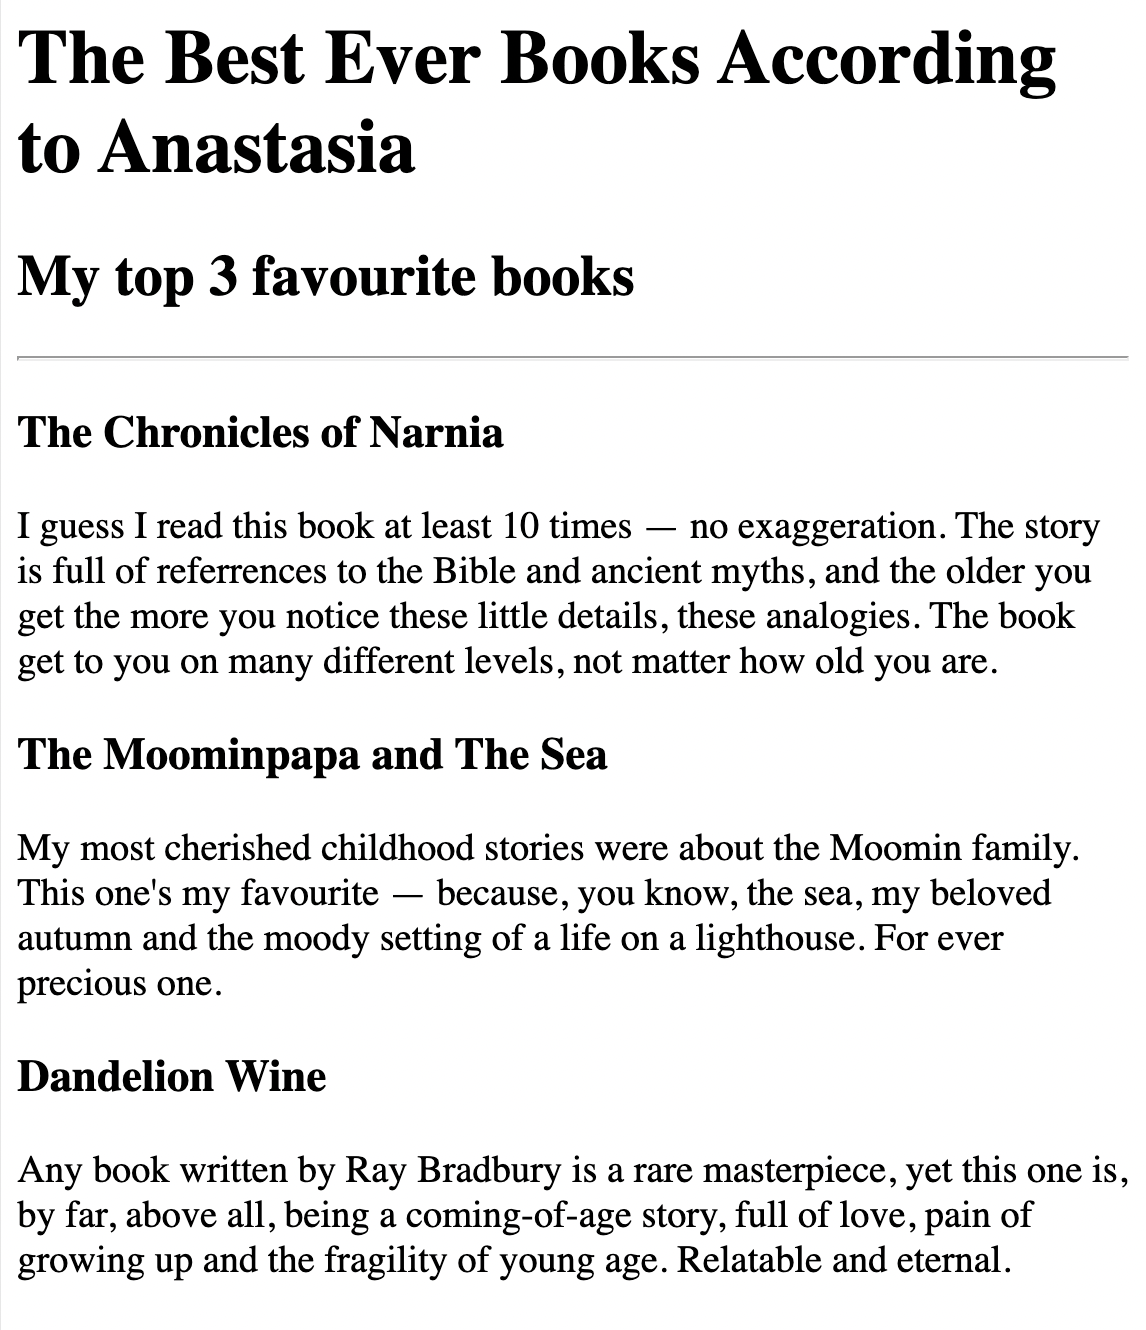 The Best Ever Books According
to Anastasia
My top 3 favourite books
The Chronicles of Narnia
I guess I read this book at least 10 times — no exaggeration. The story
is full of referrences to the Bible and ancient myths, and the older you
get the more you notice these little details, these analogies. The book
get to you on many different levels, not matter how old you are.
The Moominpapa and The Sea
My most cherished childhood stories were about the Moomin family.
This one's my favourite — because, you know, the sea, my beloved
autumn and the moody setting of a life on a lighthouse. For ever
precious one.
Dandelion Wine
Any book written by Ray Bradbury is a rare masterpiece, yet this one is,
by far, above all, being a coming-of-age story, full of love, pain of
growing up and the fragility of young age. Relatable and eternal.